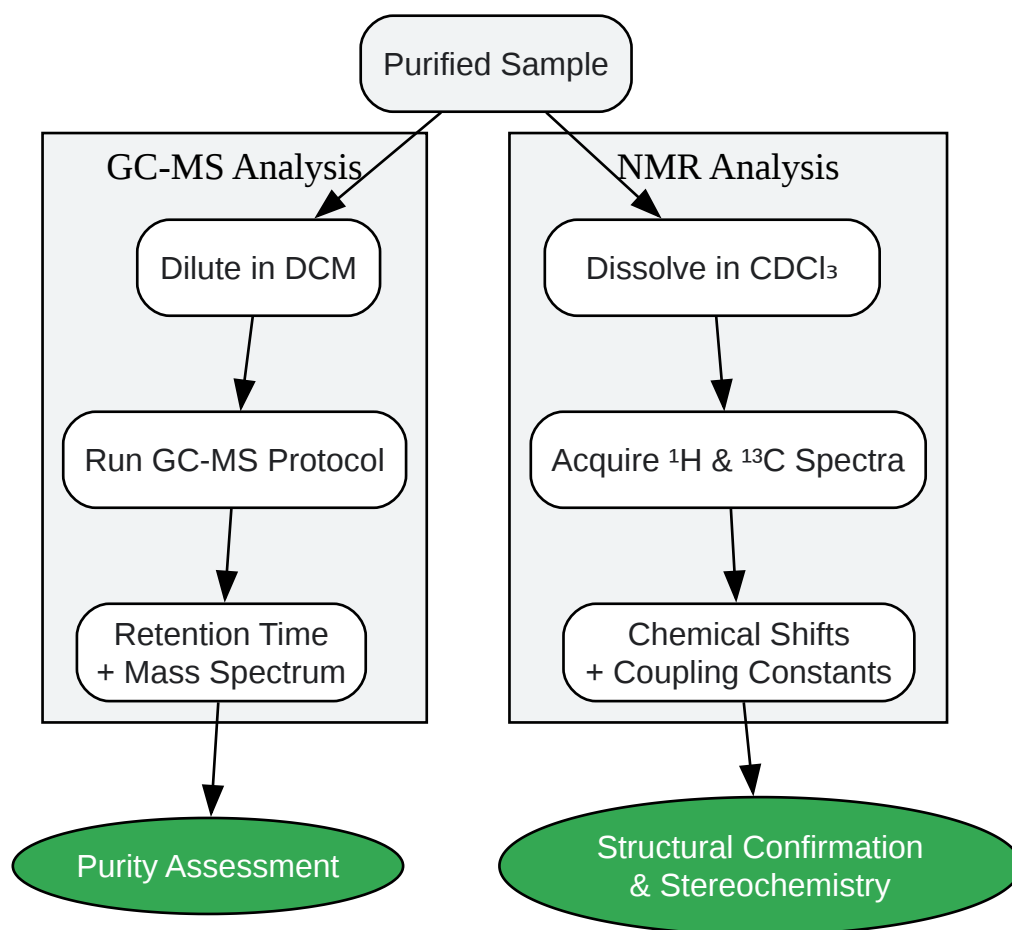 Purified Sample
GC-MS Analysis
Dilute in DCM
Run GC-MS Protocol
Retention Time
+ Mass Spectrum
Purity Assessment
NMR Analysis
Dissolve in CDCl₃
Acquire ¹H & ¹³C Spectra
Chemical Shifts
+ Coupling Constants
Structural Confirmation
& Stereochemistry